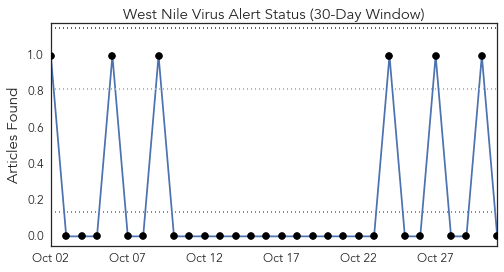 West Nile Virus Alert Status (30-Day Window)
Articles Found
1.0
0.8
0.6
0.4
0.2
0.0
Oct 02 Oct 07 Oct 12 Oct 17 Oct 22 Oct 27